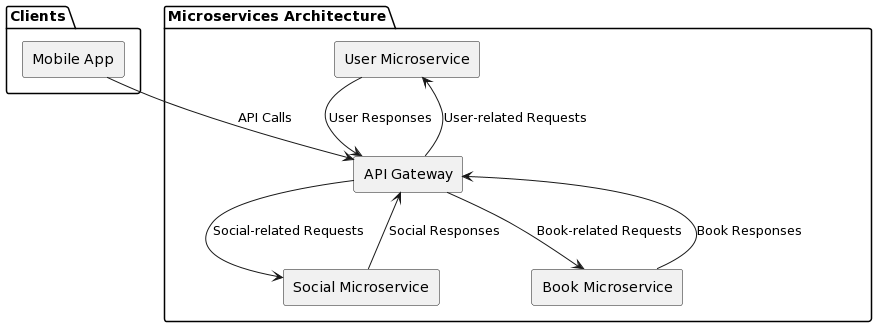 Clients
Microservices Architecture
Mobile App
User Microservice
API Calls
User Responses
User-related Requests
API Gateway
Social-related Requests
Social Responses
Book-related Requests
Book Responses
Social Microservice
Book Microservice